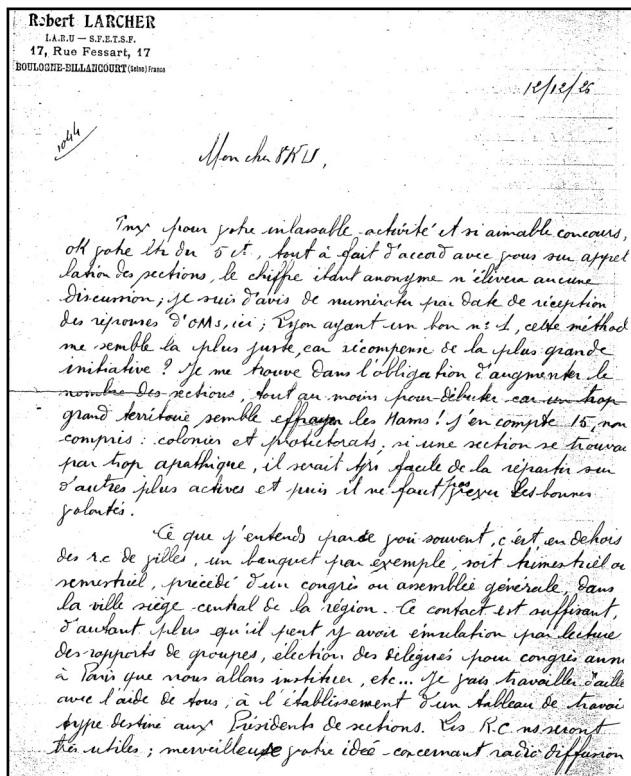 Robert LARCHER
I.A.R.U — S.F.E.T.S.F.
17, Rue Fessart, 17
BOULOGNE-BILLANCOURT (Seine) France
12/12/26
1044
Mon cher 8KU,
Tnx pour votre inlassable activité et si aimable concours,
ok votre ltr du 5 ct, tout à fait d'accord avec vous sur appel
lation des sections, le chiffre étant anonyme n'élèvera aucune
discussion; je suis d'avis de numéroter par date de réception
des réponses d'OMs, ici; Lyon ayant un bon n: 1, cette méthod
me semble la plus juste, car récompense de la plus grande
initiative ? Je me trouve dans l'obligation d'augmenter le
nombre des sections, tout au moins pour débuter car un trop
grand territoire semble effrayer les Hams! J'en compte 15, non
compris: colonies et protectorats, si une section se trouvai
par trop apathique, il serait très facile de la répartir sur
d'autres plus actives et puis il ne faut pas les bonnes
volontés.
Ce que j'entends par se voir souvent, c'est en dehors
des r.c de villes, un banquet par exemple, soit trimestriel ou
semestriel, précédé d'un congrès ou assemblée générale, dans
la ville siège central de la région. Ce contact est suffisant,
d'autant plus qu'il peut y avoir émulation par lecture
des rapports de groupes, élection des délégués pour congrès annu
à Paris que nous allons instituer, etc... Je vais travailler d'aille
avec l'aide de tous, à l'établissement d'un tableau de travai
type destiné aux Présidents de sections. Les R.C. ns seront
très utiles; merveilleuse votre idée concernant radio diffusion